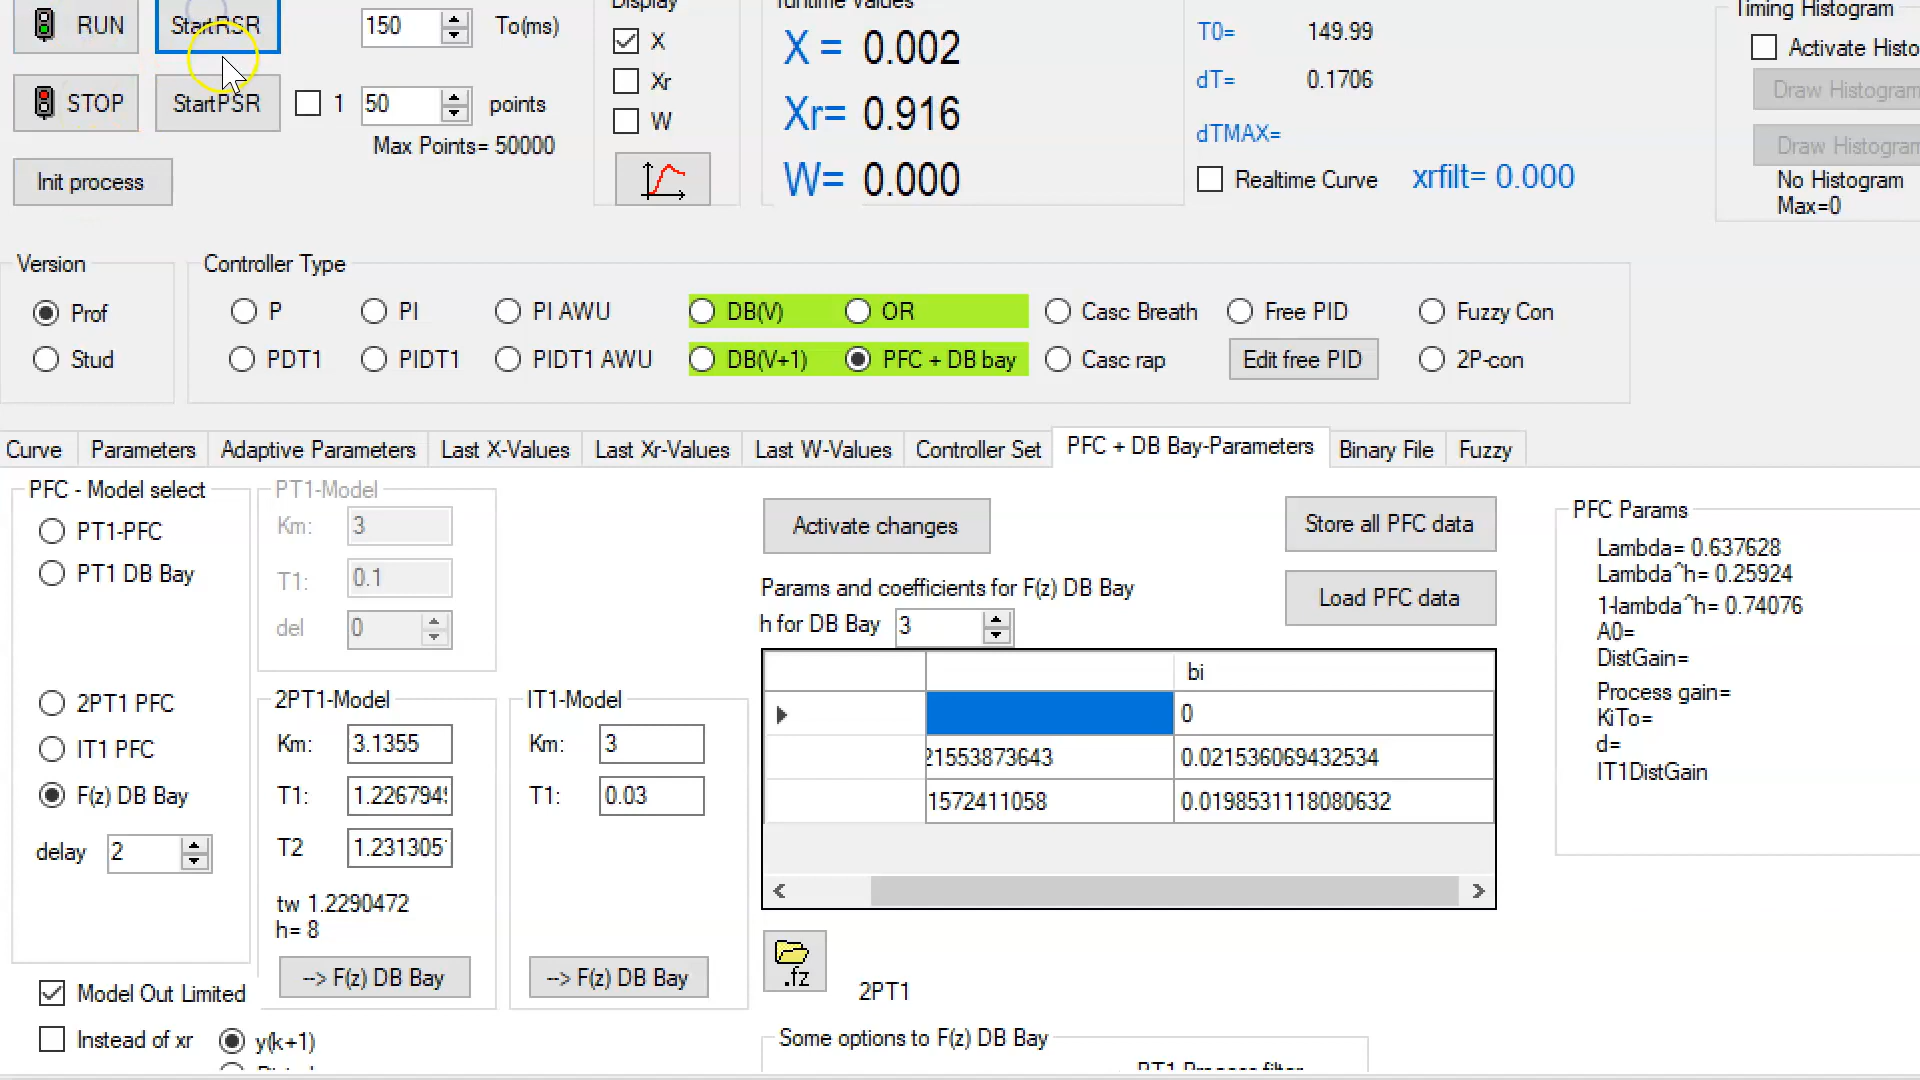 Display
Runtime Values
Timing Histogram
RUN
StartRSR
150
To(ms)
X
X = 0.002
T0= 149.99
Activate Histo
Xr
dT= 0.1706
Draw Histogram
STOP
StartPSR
1
50
points
Xr= 0.916
W
dTMAX=
Max Points= 50000
Draw Histogram
Init process
W= 0.000
Realtime Curve
xrfilt= 0.000
No Histogram
Max=0
Version
Controller Type
Prof
P
PI
PI AWU
DB(V)
OR
Casc Breath
Free PID
Fuzzy Con
Stud
PDT1
PIDT1
PIDT1 AWU
DB(V+1)
PFC + DB bay
Casc rap
Edit free PID
2P-con
Curve
Parameters
Adaptive Parameters
Last X-Values
Last Xr-Values
Last W-Values
Controller Set
PFC + DB Bay-Parameters
Binary File
Fuzzy
PFC - Model select
PT1-PFC
PT1 DB Bay
2PT1 PFC
IT1 PFC
F(z) DB Bay
delay 2
Model Out Limited
Instead of xr
y(k+1)
PT1-Model
Km: 3
T1: 0.1
del 0
2PT1-Model
Km: 3.1355
T1: 1.2267949
T2 1.231305
tw 1.2290472
h= 8
--> F(z) DB Bay
IT1-Model
Km: 3
T1: 0.03
--> F(z) DB Bay
Activate changes
Store all PFC data
Params and coefficients for F(z) DB Bay
Load PFC data
h for DB Bay 3
bi
0
21553873643 0.021536069432534
1572411058 0.0198531118080632
.fz
2PT1
Some options to F(z) DB Bay
PT1 Process filter
PFC Params
Lambda= 0.637628
Lambda^h= 0.25924
1-lambda^h= 0.74076
A0=
DistGain=
Process gain=
KiTo=
d=
IT1DistGain